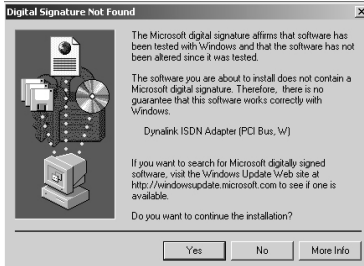 Digital Signature Not Found
The Microsoft digital signature affirms that software has
been tested with Windows and that the software has not
been altered since it was tested.
The software you are about to install does not contain a
Microsoft digital signature. Therefore, there is no
guarantee that this software works correctly with
Windows.
Dynalink ISDN Adapter (PCI Bus, W)
If you want to search for Microsoft digitally signed
software, visit the Windows Update Web site at
http://windowsupdate.microsoft.com to see if one is
available.
Do you want to continue the installation?
Yes No More Info